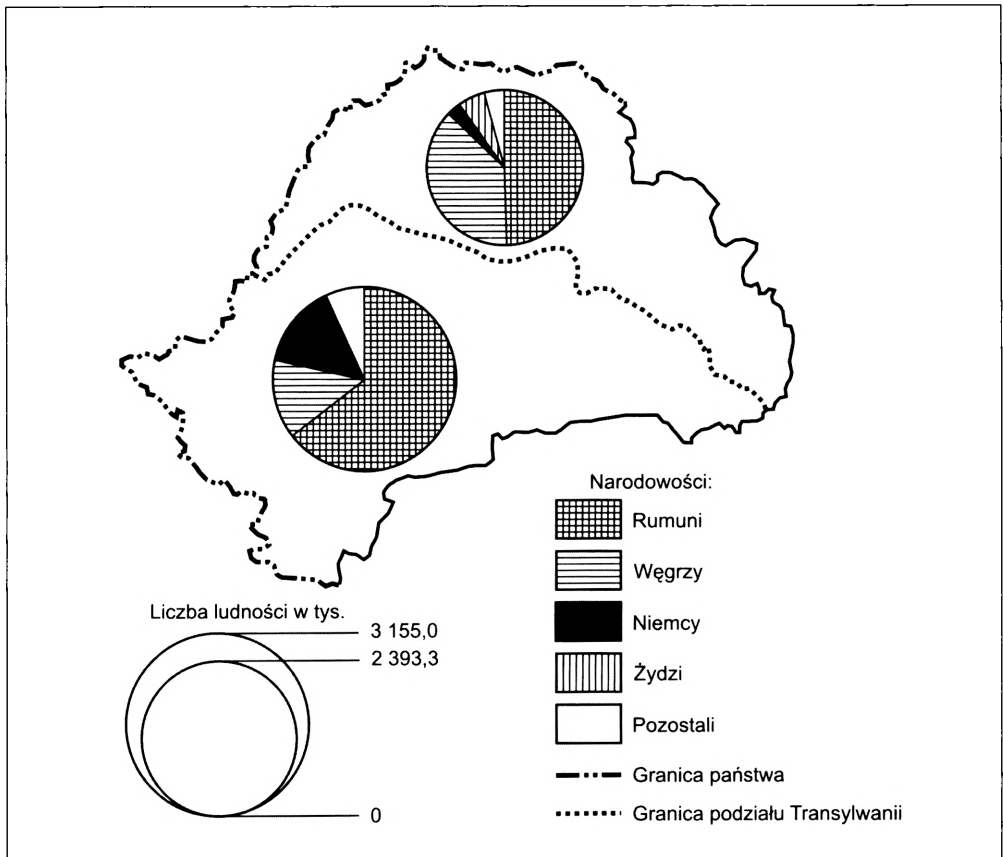 Narodowości:
Rumuni
Węgrzy
Niemcy
Żydzi
Pozostali
Granica państwa
Granica podziału Transylwanii
Liczba ludności w tys.
3 155,0
2 393,3
0